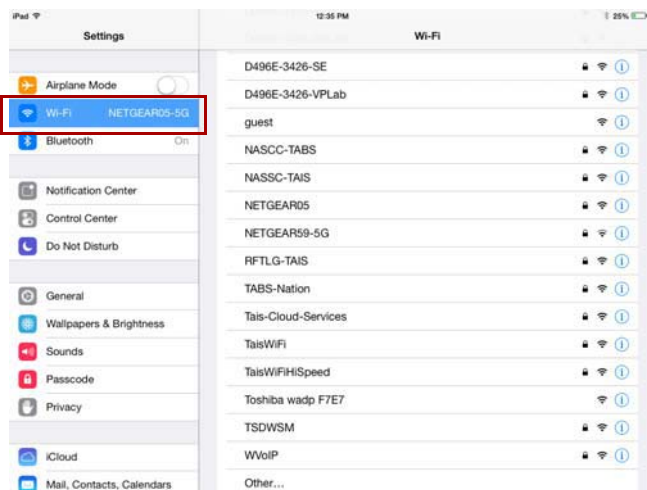 iPad 12:35 PM 25%
Settings
Wi-Fi
Airplane Mode
Wi-Fi NETGEAR05-5G
Bluetooth On
Notification Center
Control Center
Do Not Disturb
General
Wallpapers & Brightness
Sounds
Passcode
Privacy
iCloud
Mail, Contacts, Calendars
D496E-3426-SE
D496E-3426-VPLab
guest
NASCC-TABS
NASSC-TAIS
NETGEAR05
NETGEAR59-5G
RFTLG-TAIS
TABS-Nation
Tais-Cloud-Services
TaisWiFi
TaisWiFiHiSpeed
Toshiba wadp F7E7
TSDWSM
WVoIP
Other...